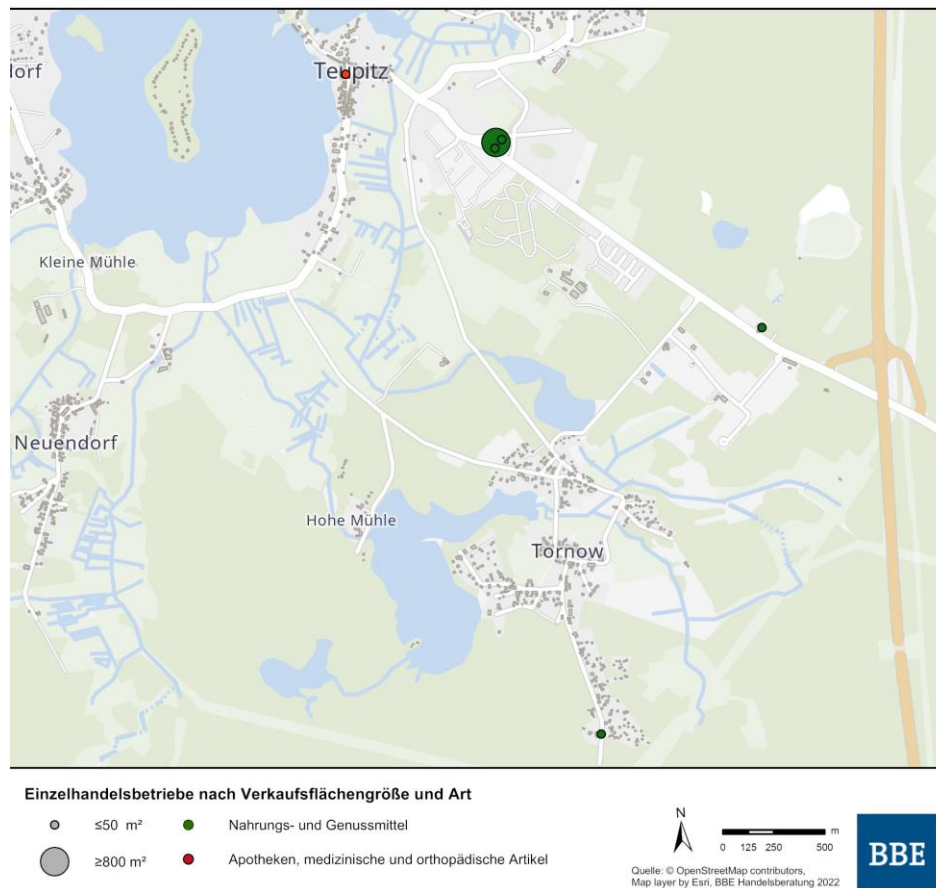 dorf
Teupitz
Kleine Mühle
Neuendorf
Hohe Mühle
Tornow
Einzelhandelsbetriebe nach Verkaufsflächengröße und Art
≤50 m²
Nahrungs- und Genussmittel
≥800 m²
Apotheken, medizinische und orthopädische Artikel
N
m
0 125 250 500
Quelle: © OpenStreetMap contributors,
Map layer by Esri, BBE Handelsberatung 2022
BBE